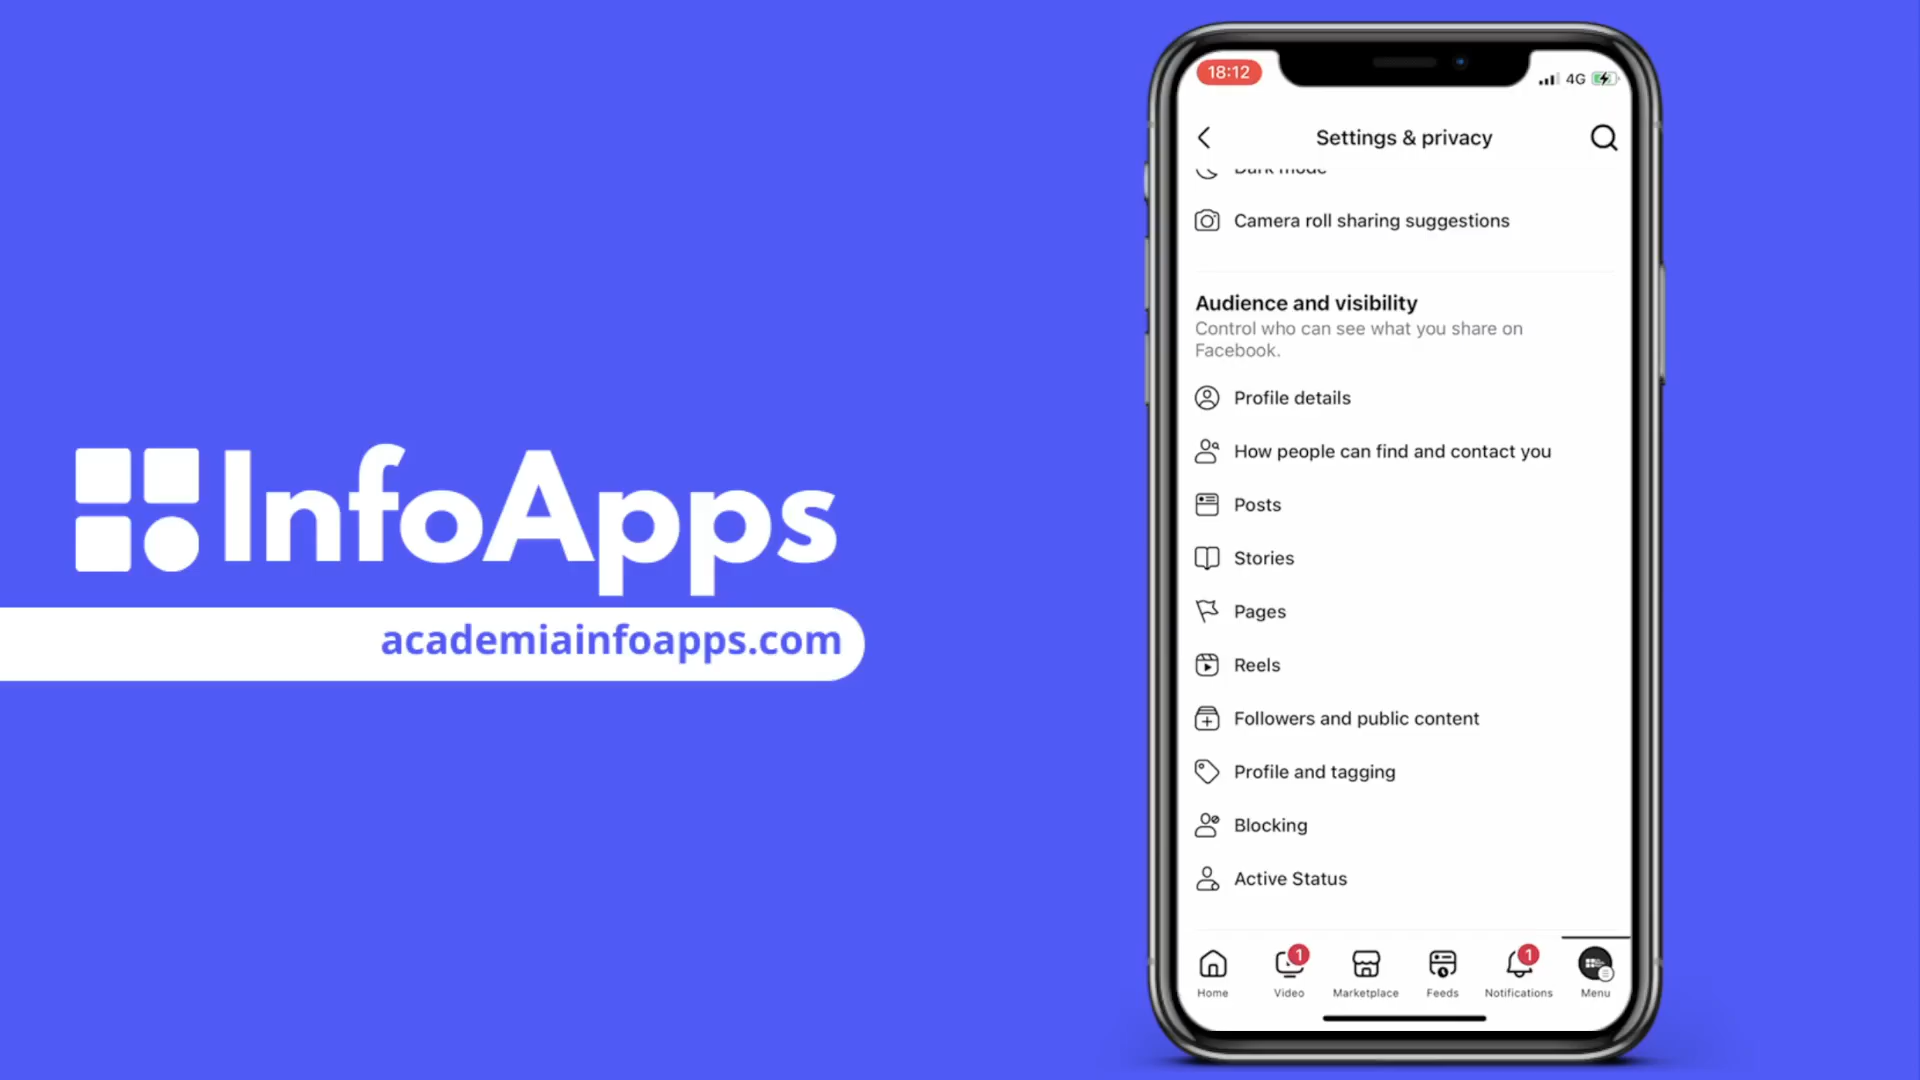 InfoApps
academiainfoapps.com
18:12
4G
Settings & privacy
Dark mode
Camera roll sharing suggestions
Audience and visibility
Control who can see what you share on
Facebook.
Profile details
How people can find and contact you
Posts
Stories
Pages
Reels
Followers and public content
Profile and tagging
Blocking
Active Status
1
1
Home
Video
Marketplace
Feeds
Notifications
Menu